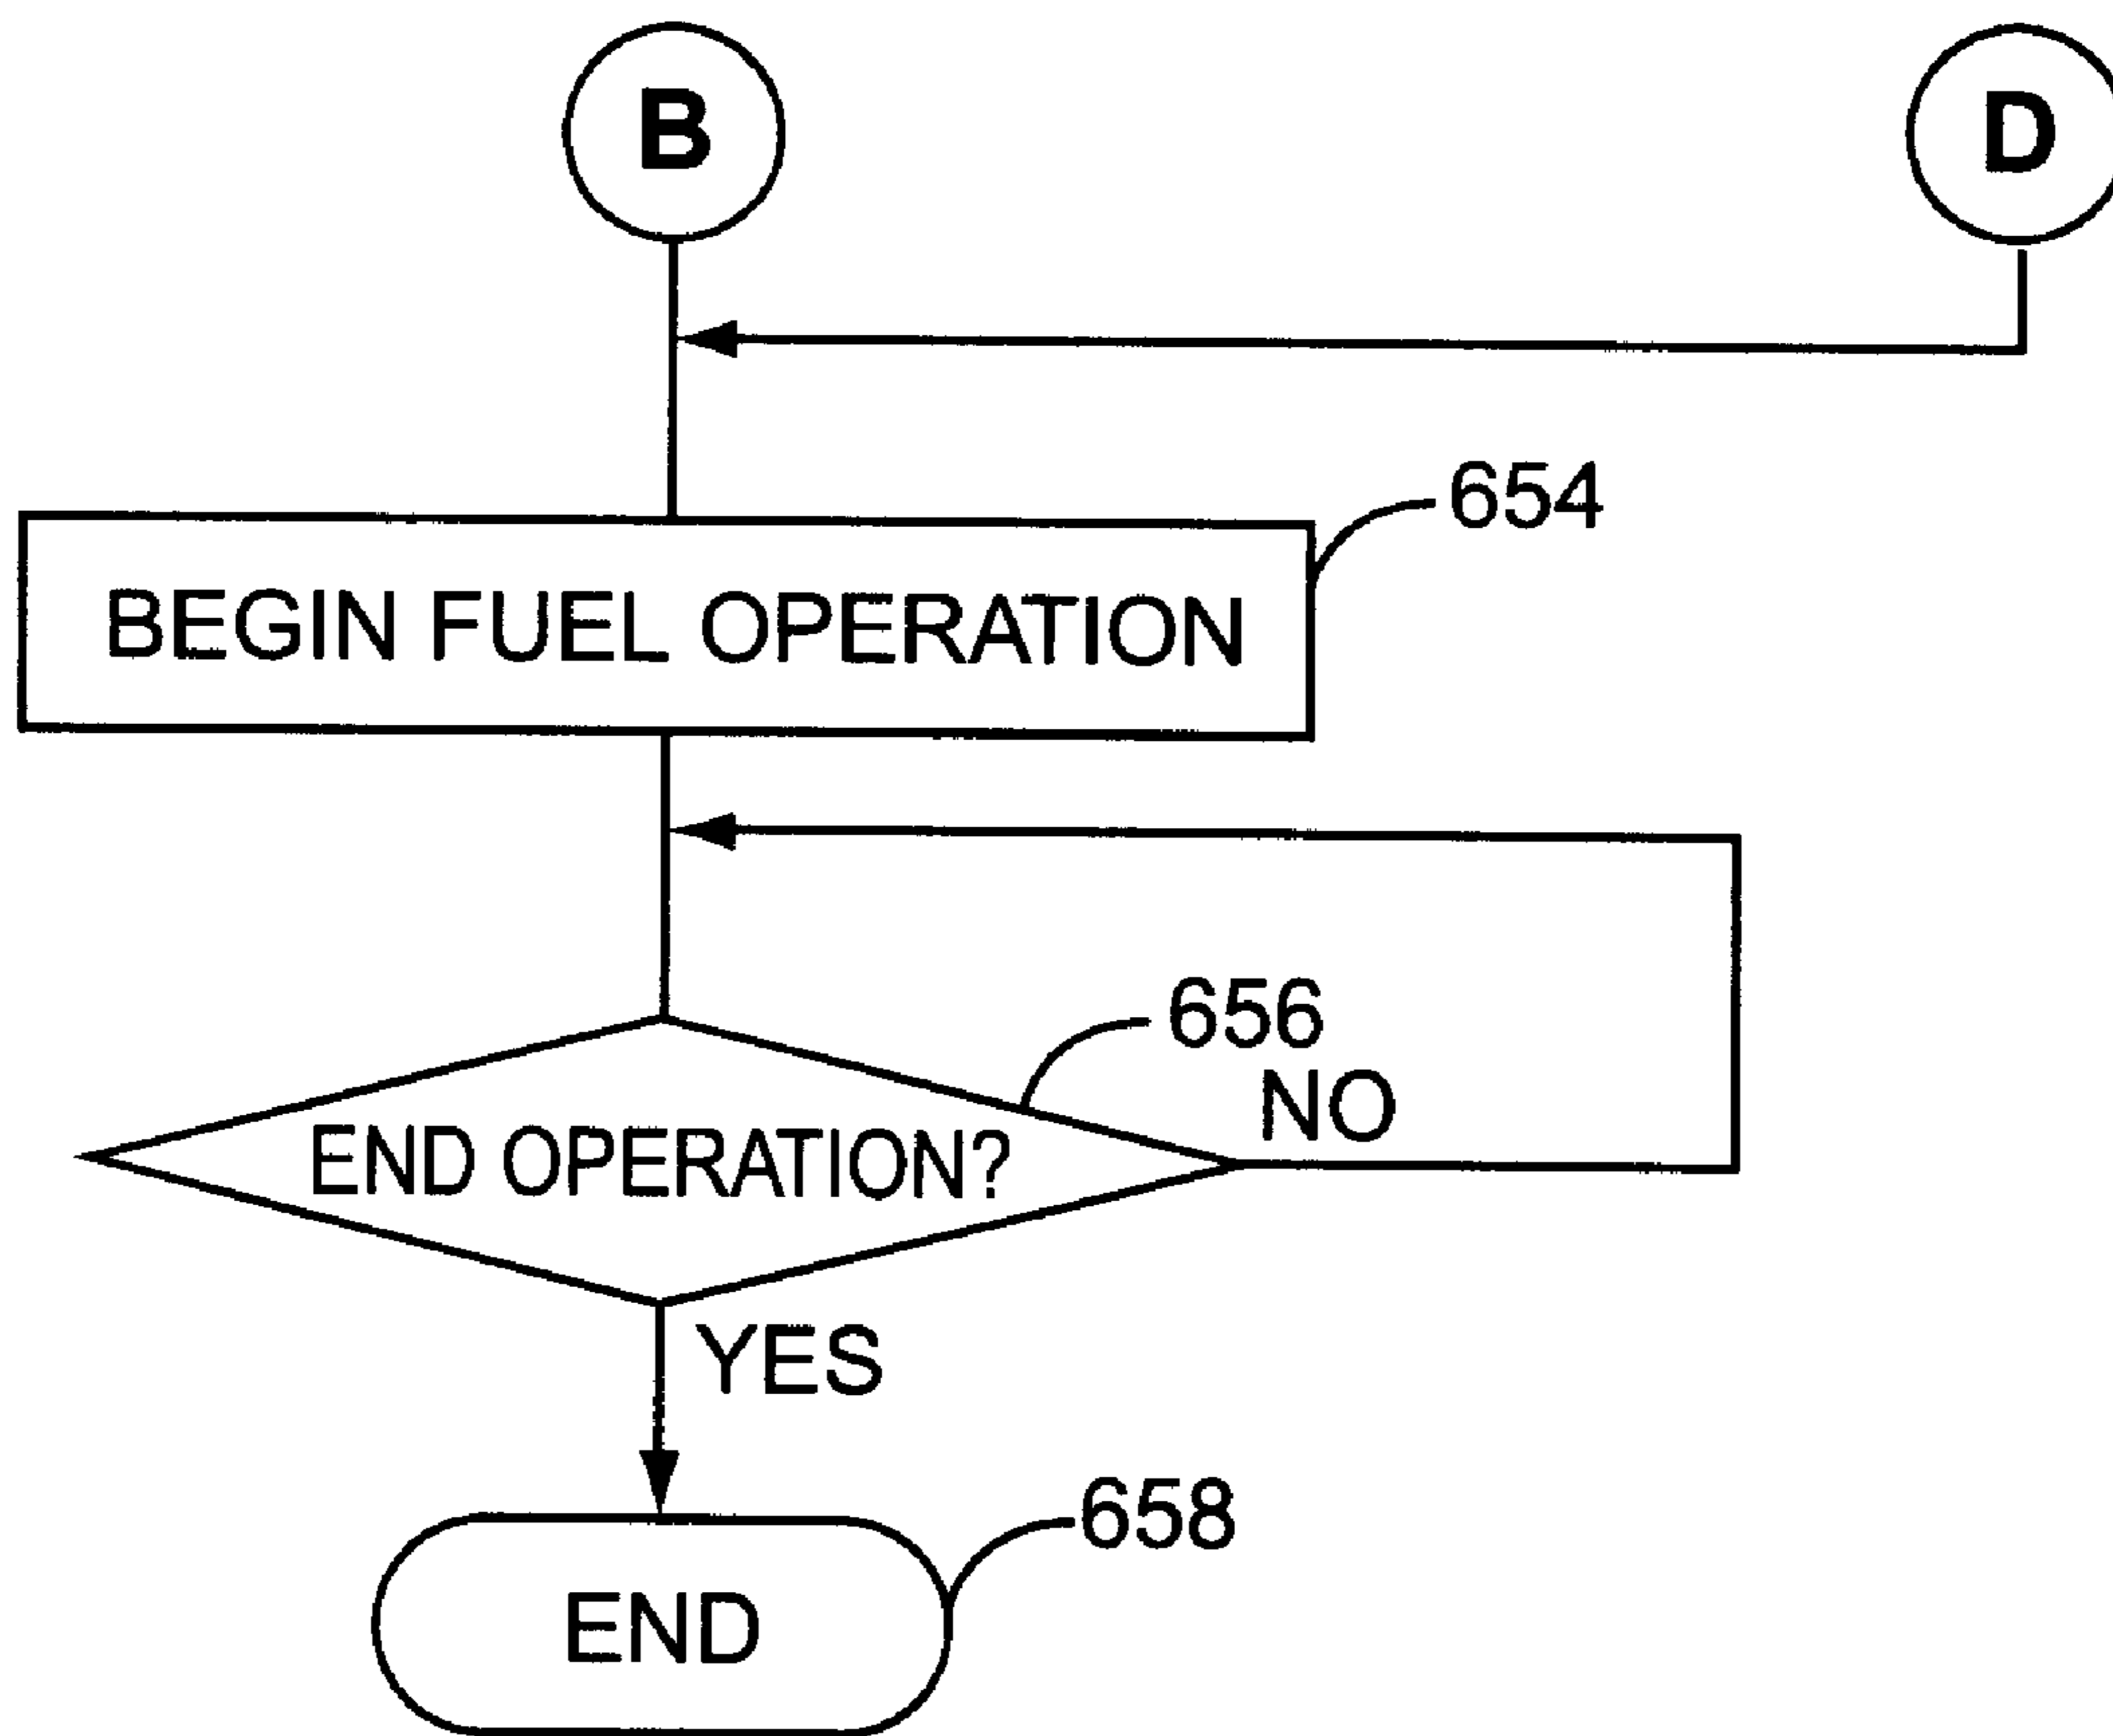 B
D
654
BEGIN FUEL OPERATION
656
NO
END OPERATION?
YES
658
END